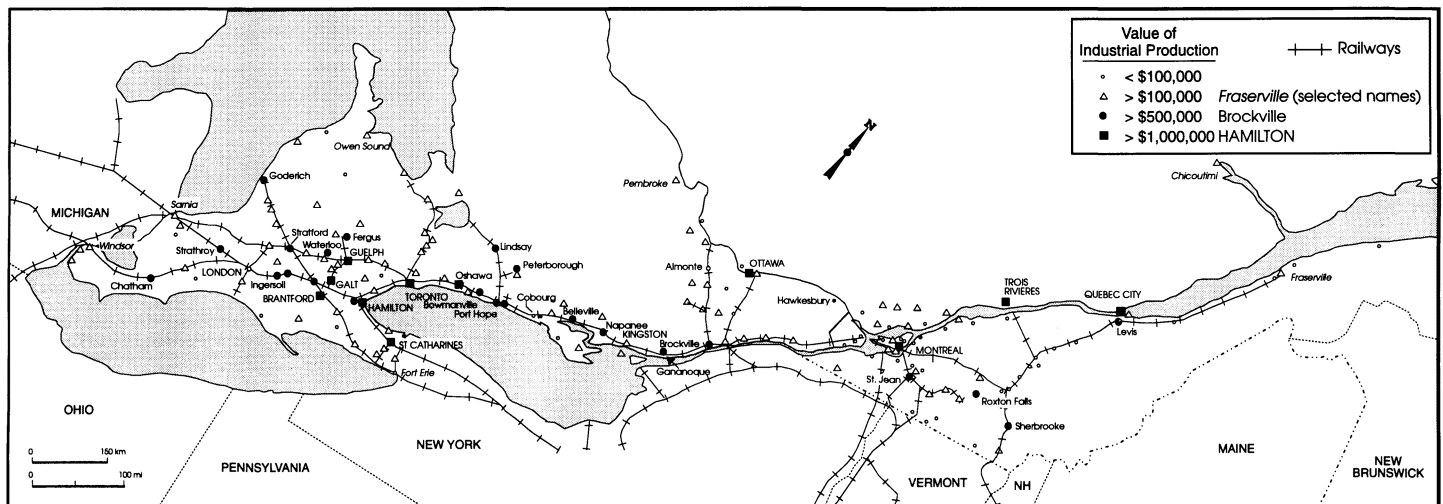 Value of
Industrial Production
Railways
< $100,000
> $100,000 Fraserville (selected names)
> $500,000 Brockville
> $1,000,000 HAMILTON
N
Owen Sound
Goderich
Pembroke
Chicoutimi
MICHIGAN
Sarnia
Windsor
Strathroy
Stratford
Waterloo
Fergus
GUELPH
Lindsay
Peterborough
Chatham
LONDON
Ingersoll
GALT
BRANTFORD
HAMILTON
TORONTO
Oshawa
Bowmanville
Port Hope
Cobourg
Belleville
Napanee
KINGSTON
Brockville
Gananoque
Almonte
OTTAWA
Hawkesbury
TROIS
RIVIERES
QUEBEC CITY
Levis
Fraserville
MONTREAL
St. Jean
Roxton Falls
Sherbrooke
ST CATHARINES
Fort Erie
OHIO
PENNSYLVANIA
NEW YORK
VERMONT
NH
MAINE
NEW
BRUNSWICK
0 150 km
0 100 mi